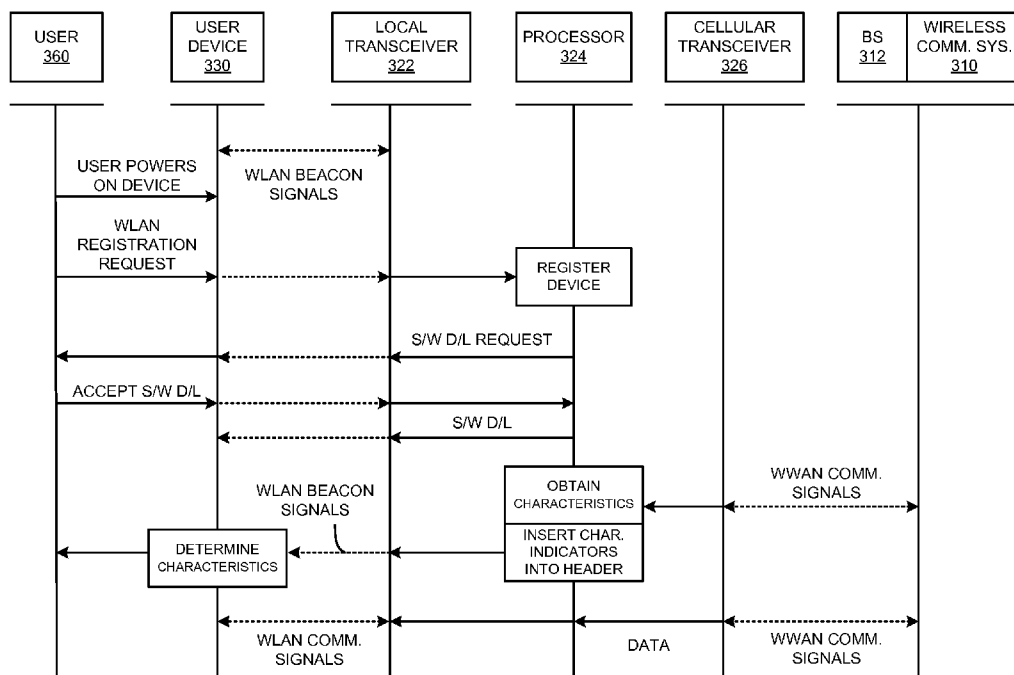 USER
360
USER
DEVICE
330
LOCAL
TRANSCEIVER
322
PROCESSOR
324
CELLULAR
TRANSCEIVER
326
BS
312
WIRELESS
COMM. SYS.
310
USER POWERS
ON DEVICE
WLAN BEACON
SIGNALS
WLAN
REGISTRATION
REQUEST
REGISTER
DEVICE
S/W D/L REQUEST
ACCEPT S/W D/L
S/W D/L
WLAN BEACON
SIGNALS
OBTAIN
CHARACTERISTICS
WWAN COMM.
SIGNALS
DETERMINE
CHARACTERISTICS
INSERT CHAR.
INDICATORS
INTO HEADER
WLAN COMM.
SIGNALS
DATA
WWAN COMM.
SIGNALS